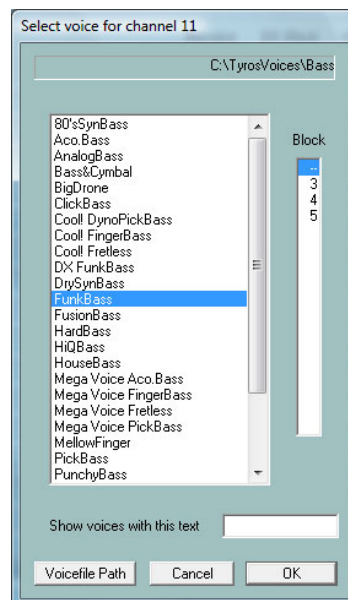 Select voice for channel 11
C:\TyrosVoices\Bass
80'sSynBass
Aco.Bass
AnalogBass
Bass&Cymbal
BigDrone
ClickBass
Cool! DynoPickBass
Cool! FingerBass
Cool! Fretless
DX FunkBass
DrySynBass
FunkBass
FusionBass
HardBass
HiQBass
HouseBass
Mega Voice Aco.Bass
Mega Voice FingerBass
Mega Voice Fretless
Mega Voice PickBass
MellowFinger
PickBass
PunchyBass
Block
--
3
4
5
Show voices with this text
Voicefile Path
Cancel
OK